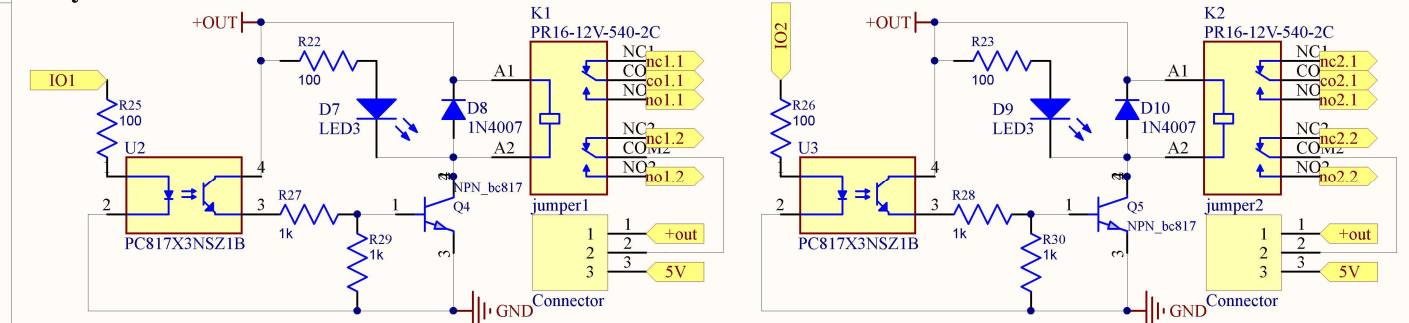 +OUT
K1
PR16-12V-540-2C
R22
100
A1
NC1
nc1.1
CO
co1.1
NO
no1.1
IO1
R25
100
D7
LED3
D8
1N4007
A2
NC2
nc1.2
COM2
NO2
no1.2
U2
1
4
2
3
PC817X3NSZ1B
R27
1k
R29
1k
1
NPN_bc817
Q4
3
jumper1
1
1
+out
2
2
3
3
5V
Connector
GND
IO2
+OUT
K2
PR16-12V-540-2C
R23
100
A1
NC1
nc2.1
CO
co2.1
NO
no2.1
R26
100
D9
LED3
D10
1N4007
A2
NC2
nc2.2
COM2
NO2
no2.2
U3
1
4
2
3
PC817X3NSZ1B
R28
1k
R30
1k
1
Q5
NPN_bc817
3
jumper2
1
1
+out
2
2
3
3
5V
Connector
GND